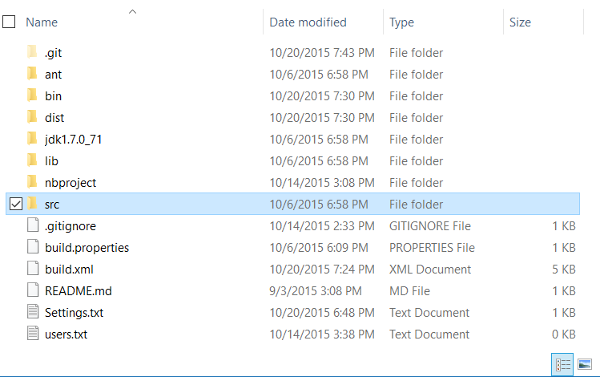 Name Date modified Type Size
.git 10/20/2015 7:43 PM File folder
ant 10/6/2015 6:58 PM File folder
bin 10/20/2015 7:30 PM File folder
dist 10/20/2015 7:30 PM File folder
jdk1.7.0_71 10/6/2015 6:58 PM File folder
lib 10/6/2015 6:58 PM File folder
nbproject 10/14/2015 3:08 PM File folder
src 10/6/2015 6:58 PM File folder
.gitignore 10/14/2015 2:33 PM GITIGNORE File 1 KB
build.properties 10/6/2015 6:09 PM PROPERTIES File 1 KB
build.xml 10/20/2015 7:24 PM XML Document 5 KB
README.md 9/3/2015 3:08 PM MD File 1 KB
Settings.txt 10/20/2015 6:48 PM Text Document 1 KB
users.txt 10/14/2015 3:38 PM Text Document 0 KB